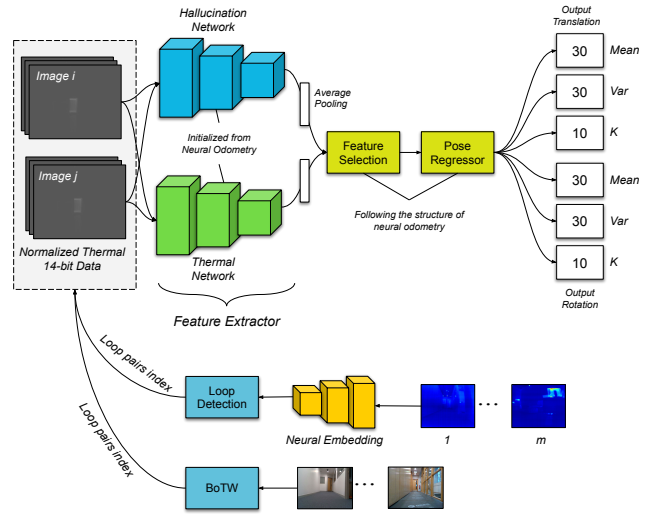 Hallucination
Network
Output
Translation
Image i
Image j
Normalized Thermal
14-bit Data
Initialized from
Neural Odometry
Average
Pooling
Feature
Selection
Pose
Regressor
Following the structure of
neural odometry
30
Mean
30
Var
10
K
30
Mean
30
Var
10
K
Output
Rotation
Thermal
Network
Feature Extractor
Loop pairs index
Loop pairs index
Loop
Detection
Neural Embedding
1
m
BoTW